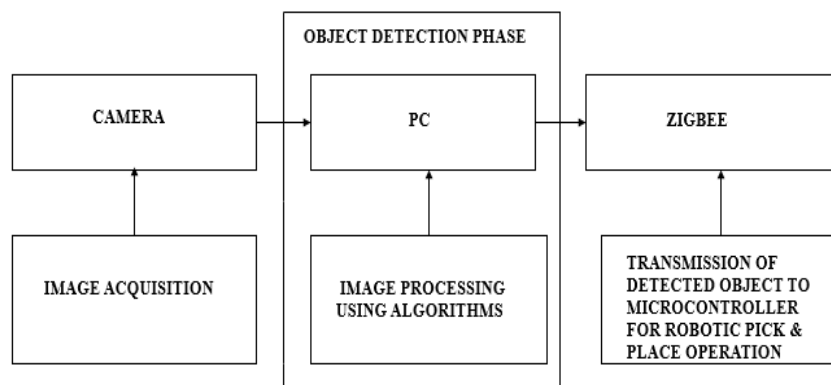 OBJECT DETECTION PHASE
CAMERA
PC
ZIGBEE
IMAGE ACQUISITION
IMAGE PROCESSING
USING ALGORITHMS
TRANSMISSION OF
DETECTED OBJECT TO
MICROCONTROLLER
FOR ROBOTIC PICK &
PLACE OPERATION